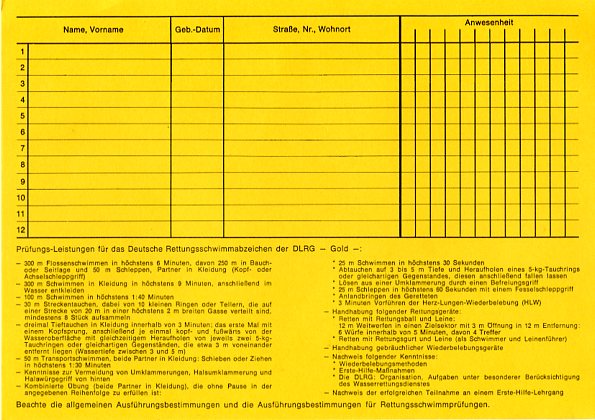 Name, Vorname Geb.-Datum Straße, Nr., Wohnort Anwesenheit
1
2
3
4
5
6
7
8
9
10
11
12
Prüfungs-Leistungen für das Deutsche Rettungsschwimmabzeichen der DLRG – Gold –:
– 300 m Flossenschwimmen in höchstens 6 Minuten, davon 250 m in Bauch-
oder Seitlage und 50 m Schleppen, Partner in Kleidung (Kopf- oder
Achselschleppgriff)
– 300 m Schwimmen in Kleidung in höchstens 9 Minuten, anschließend im
Wasser entkleiden
– 100 m Schwimmen in höchstens 1:40 Minuten
– 30 m Streckentauchen, dabei von 10 kleinen Ringen oder Tellern, die auf
einer Strecke von 20 m in einer höchstens 2 m breiten Gasse verteilt sind,
mindestens 8 Stück aufsammeln
– dreimal Tieftauchen in Kleidung innerhalb von 3 Minuten; das erste Mal mit
einem Kopfsprung, anschließend je einmal kopf- und fußwärts von der
Wasseroberfläche mit gleichzeitigem Heraufholen von jeweils zwei 5-kg-
Tauchringen oder gleichartigen Gegenständen, die etwa 3 m voneinander
entfernt liegen (Wassertiefe zwischen 3 und 5 m)
– 50 m Transportschwimmen, beide Partner in Kleidung: Schieben oder Ziehen
in höchstens 1:30 Minuten
– Kenntnisse zur Vermeidung von Umklammerungen, Halsumklammerung und
Halswürgegriff von hinten
– Kombinierte Übung (beide Partner in Kleidung), die ohne Pause in der
angegebenen Reihenfolge zu erfüllen ist:
* 25 m Schwimmen in höchstens 30 Sekunden
* Abtauchen auf 3 bis 5 m Tiefe und Heraufholen eines 5-kg-Tauchrings
oder gleichartigen Gegenstandes, diesen anschließend fallen lassen
* Lösen aus einer Umklammerung durch einen Befreiungsgriff
* 25 m Schleppen in höchstens 60 Sekunden mit einem Fesselschleppgriff
* Anlandbringen des Geretteten
* 3 Minuten Vorführen der Herz-Lungen-Wiederbelebung (HLW)
– Handhabung folgender Rettungsgeräte:
* Retten mit Rettungsball und Leine:
12 m Weitwerfen in einen Zielsektor mit 3 m Öffnung in 12 m Entfernung:
6 Würfe innerhalb von 5 Minuten, davon 4 Treffer
* Retten mit Rettungsgurt und Leine (als Schwimmer und Leinenführer)
– Handhabung gebräuchlicher Wiederbelebungsgeräte
– Nachweis folgender Kenntnisse:
* Wiederbelebungsmethoden
* Erste-Hilfe-Maßnahmen
* Die DLRG: Organisation, Aufgaben unter besonderer Berücksichtigung
des Wasserrettungsdienstes
– Nachweis der erfolgreichen Teilnahme an einem Erste-Hilfe-Lehrgang
Beachte die allgemeinen Ausführungsbestimmungen und die Ausführungsbestimmungen für Rettungsschwimmprüfungen.